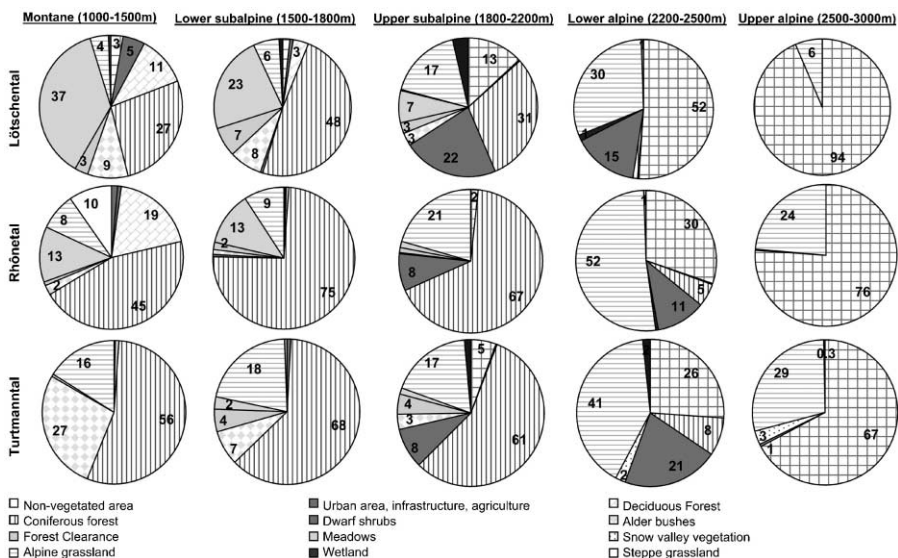 Montane (1000-1500m) Lower subalpine (1500-1800m) Upper subalpine (1800-2200m) Lower alpine (2200-2500m) Upper alpine (2500-3000m)
Lötschental
4 3 5 11 27 9 3 37
6 3 48 8 7 23
13 31 22 3 3 7 17
52 15 1 30
6 94
Rhônetal
10 19 45 2 13 8
9 75 2 13
2 67 8 21
1 30 5 11 52
24 76
Turtmanntal
16 56 27
18 68 7 4 2
5 61 8 3 4 17
26 8 21 2 41
0.3 67 1 3 29
Non-vegetated area Urban area, infrastructure, agriculture Deciduous Forest
Coniferous forest Dwarf shrubs Alder bushes
Forest Clearance Meadows Snow valley vegetation
Alpine grassland Wetland Steppe grassland